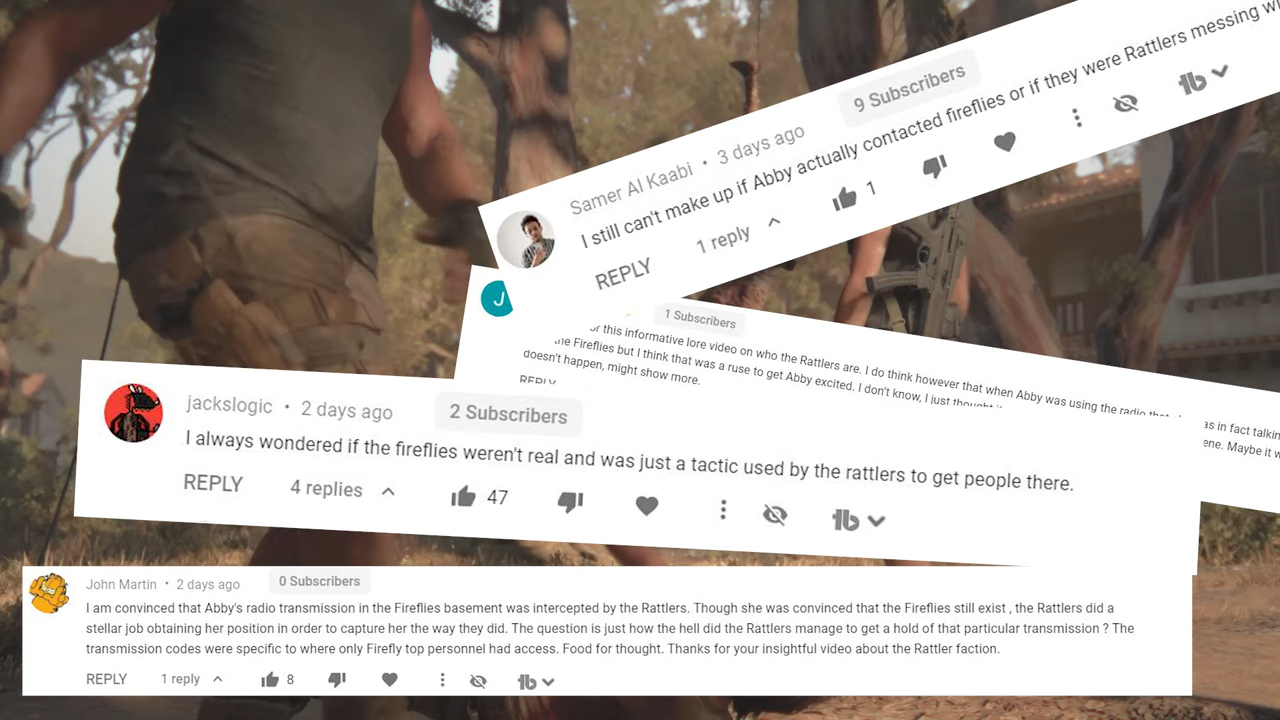 Samer Al Kaabi • 3 days ago 9 Subscribers
I still can't make up if Abby actually contacted fireflies or if they were Rattlers messing
REPLY 1 reply 1
J
1 Subscribers
this informative lore video on who the Rattlers are. I do think however that when Abby was using the radio
the Fireflies but I think that was a ruse to get Abby excited. I don't know, I just thought
doesn't happen, might show more.
in fact
Maybe it
jackslogic • 2 days ago 2 Subscribers
I always wondered if the fireflies weren't real and was just a tactic used by the rattlers to get people there.
REPLY 4 replies 47
John Martin • 2 days ago 0 Subscribers
I am convinced that Abby's radio transmission in the Fireflies basement was intercepted by the Rattlers. Though she was convinced that the Fireflies still exist , the Rattlers did a
stellar job obtaining her position in order to capture her the way they did. The question is just how the hell did the Rattlers manage to get a hold of that particular transmission ? The
transmission codes were specific to where only Firefly top personnel had access. Food for thought. Thanks for your insightful video about the Rattler faction.
REPLY 1 reply 8